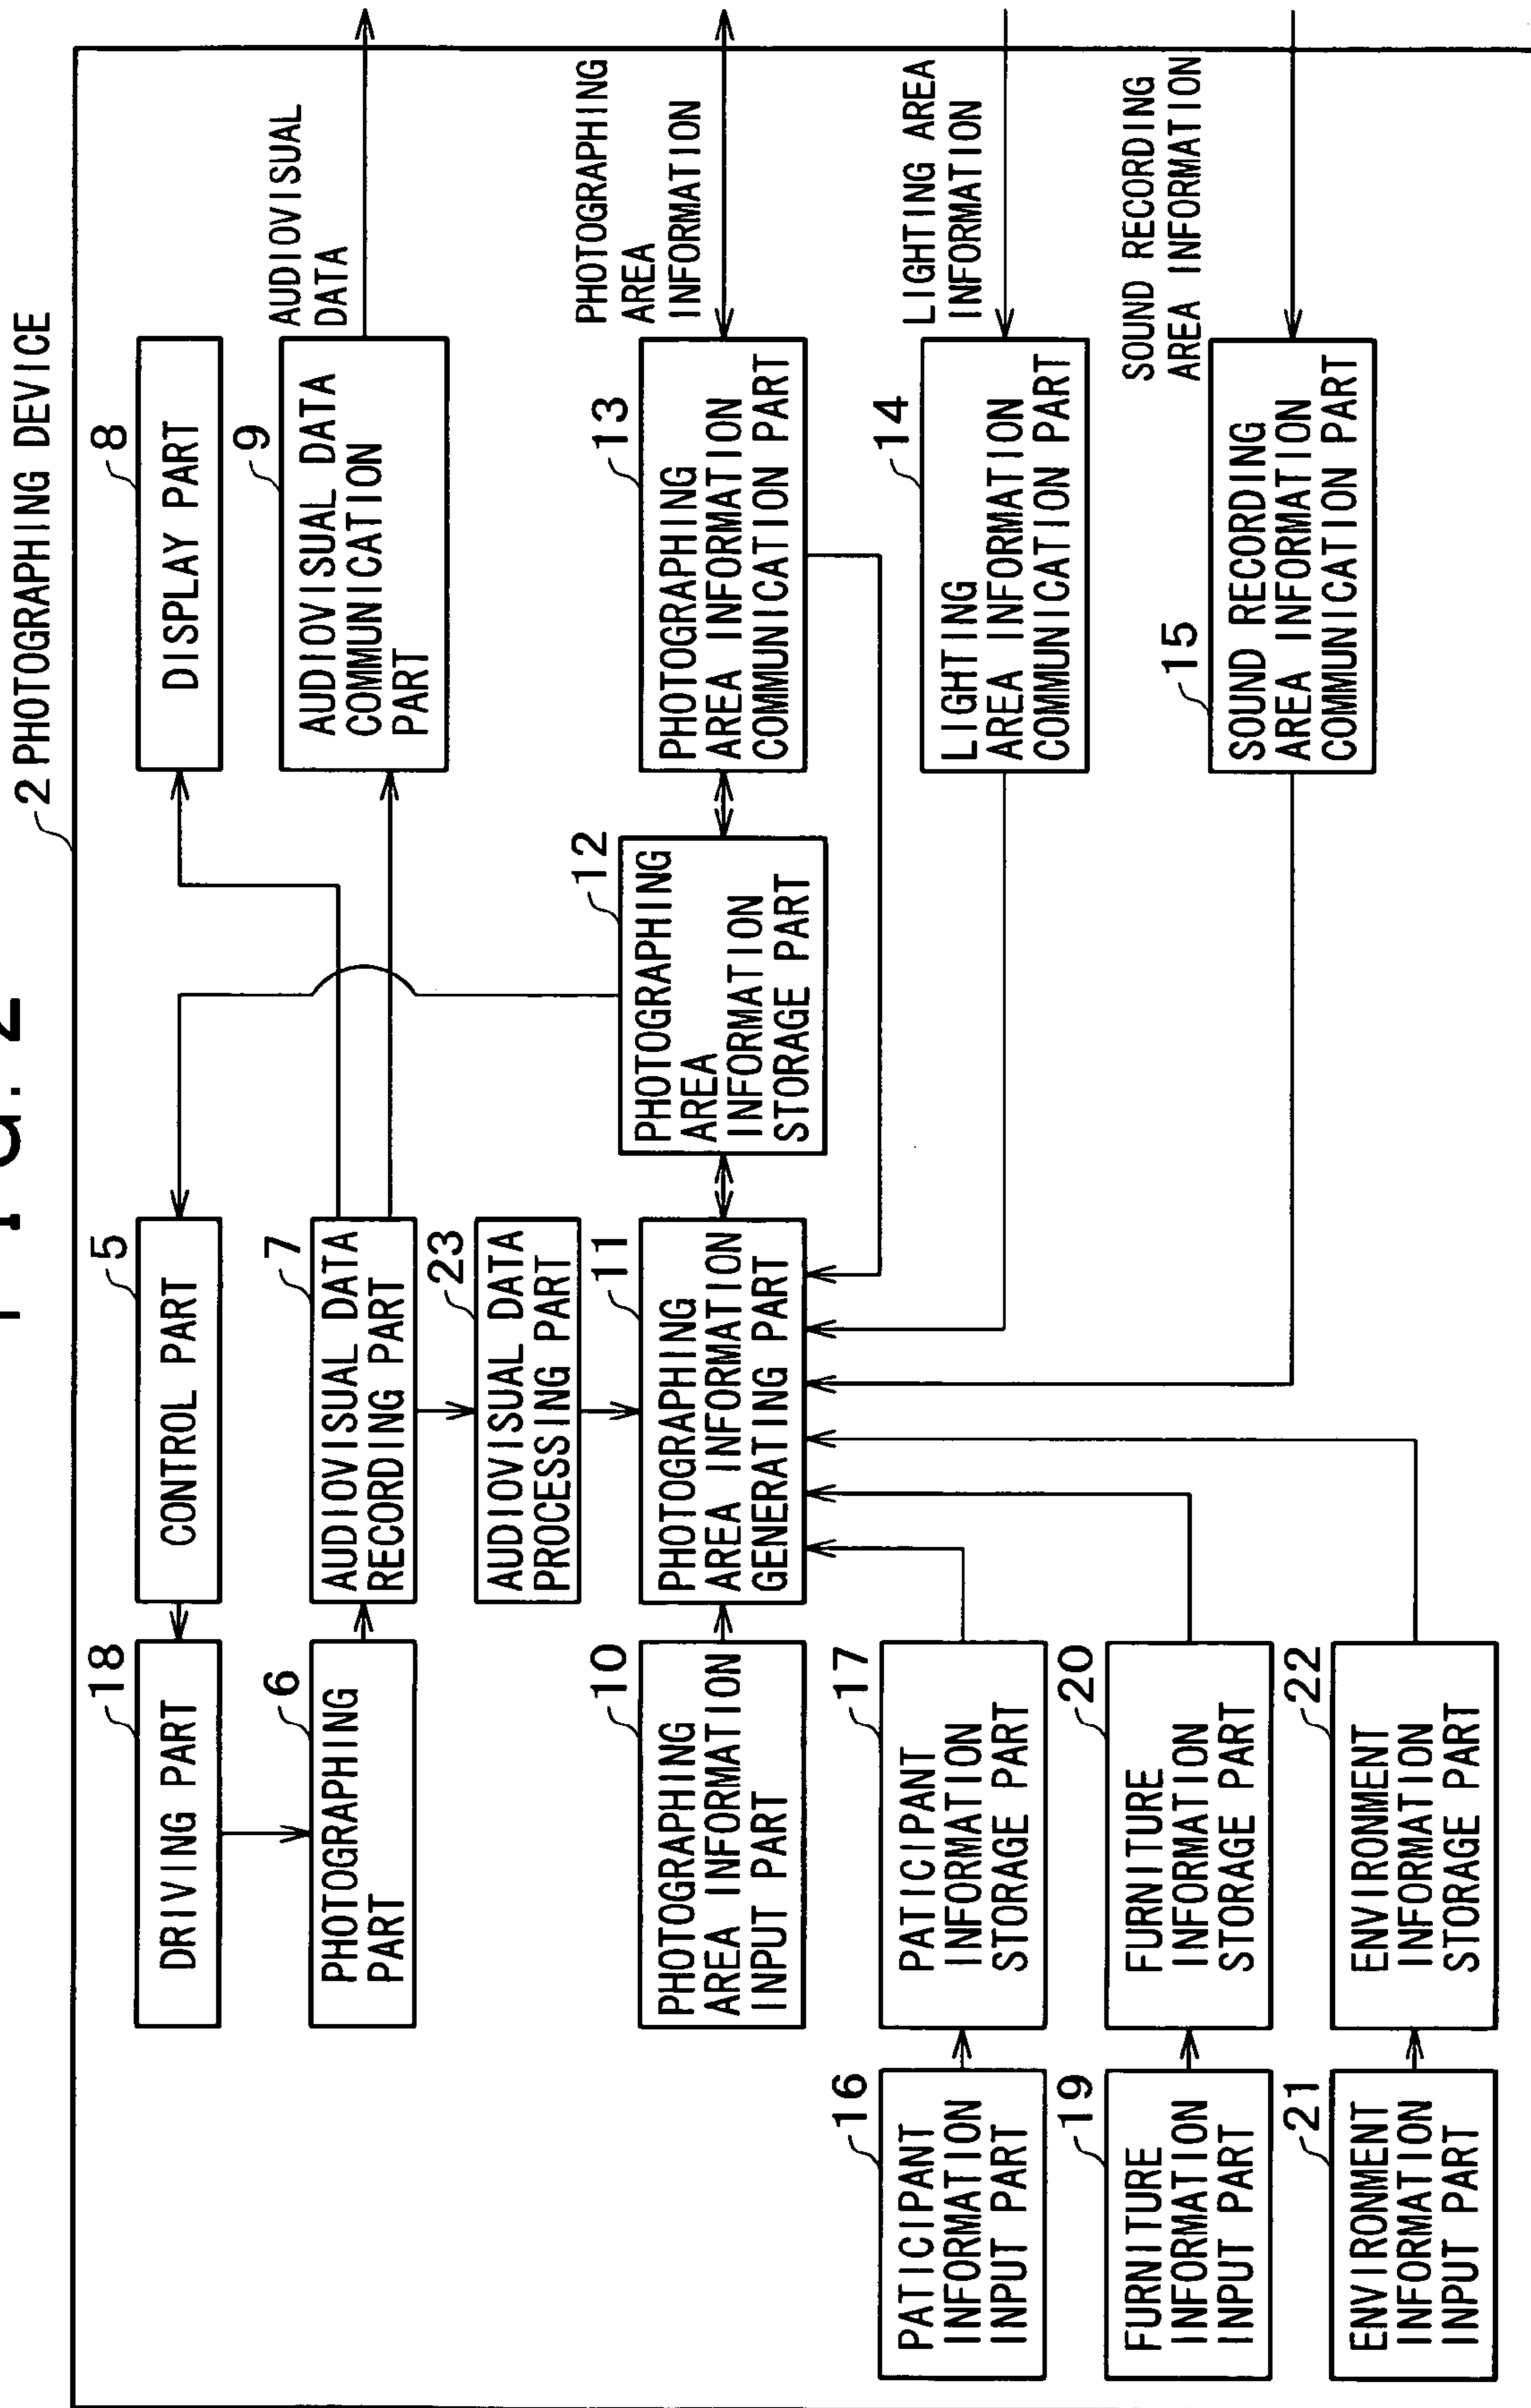 FIG. 2
2 PHOTOGRAPHING DEVICE
18
DRIVING PART
5
CONTROL PART
8
DISPLAY PART
6
PHOTOGRAPHING
PART
7
AUDIOVISUAL DATA
RECORDING PART
9
AUDIOVISUAL DATA
COMMUNICATION
PART
AUDIOVISUAL
DATA
23
AUDIOVISUAL DATA
PROCESSING PART
10
PHOTOGRAPHING
AREA INFORMATION
INPUT PART
11
PHOTOGRAPHING
AREA INFORMATION
GENERATING PART
12
PHOTOGRAPHING
AREA
INFORMATION
STORAGE PART
13
PHOTOGRAPHING
AREA INFORMATION
COMMUNICATION PART
PHOTOGRAPHING
AREA
INFORMATION
16
PATICIPANT
INFORMATION
INPUT PART
17
PATICIPANT
INFORMATION
STORAGE PART
14
LIGHTING
AREA INFORMATION
COMMUNICATION PART
LIGHTING AREA
INFORMATION
19
FURNITURE
INFORMATION
INPUT PART
20
FURNITURE
INFORMATION
STORAGE PART
15
SOUND RECORDING
AREA INFORMATION
COMMUNICATION PART
SOUND RECORDING
AREA INFORMATION
21
ENVIRONMENT
INFORMATION
INPUT PART
22
ENVIRONMENT
INFORMATION
STORAGE PART